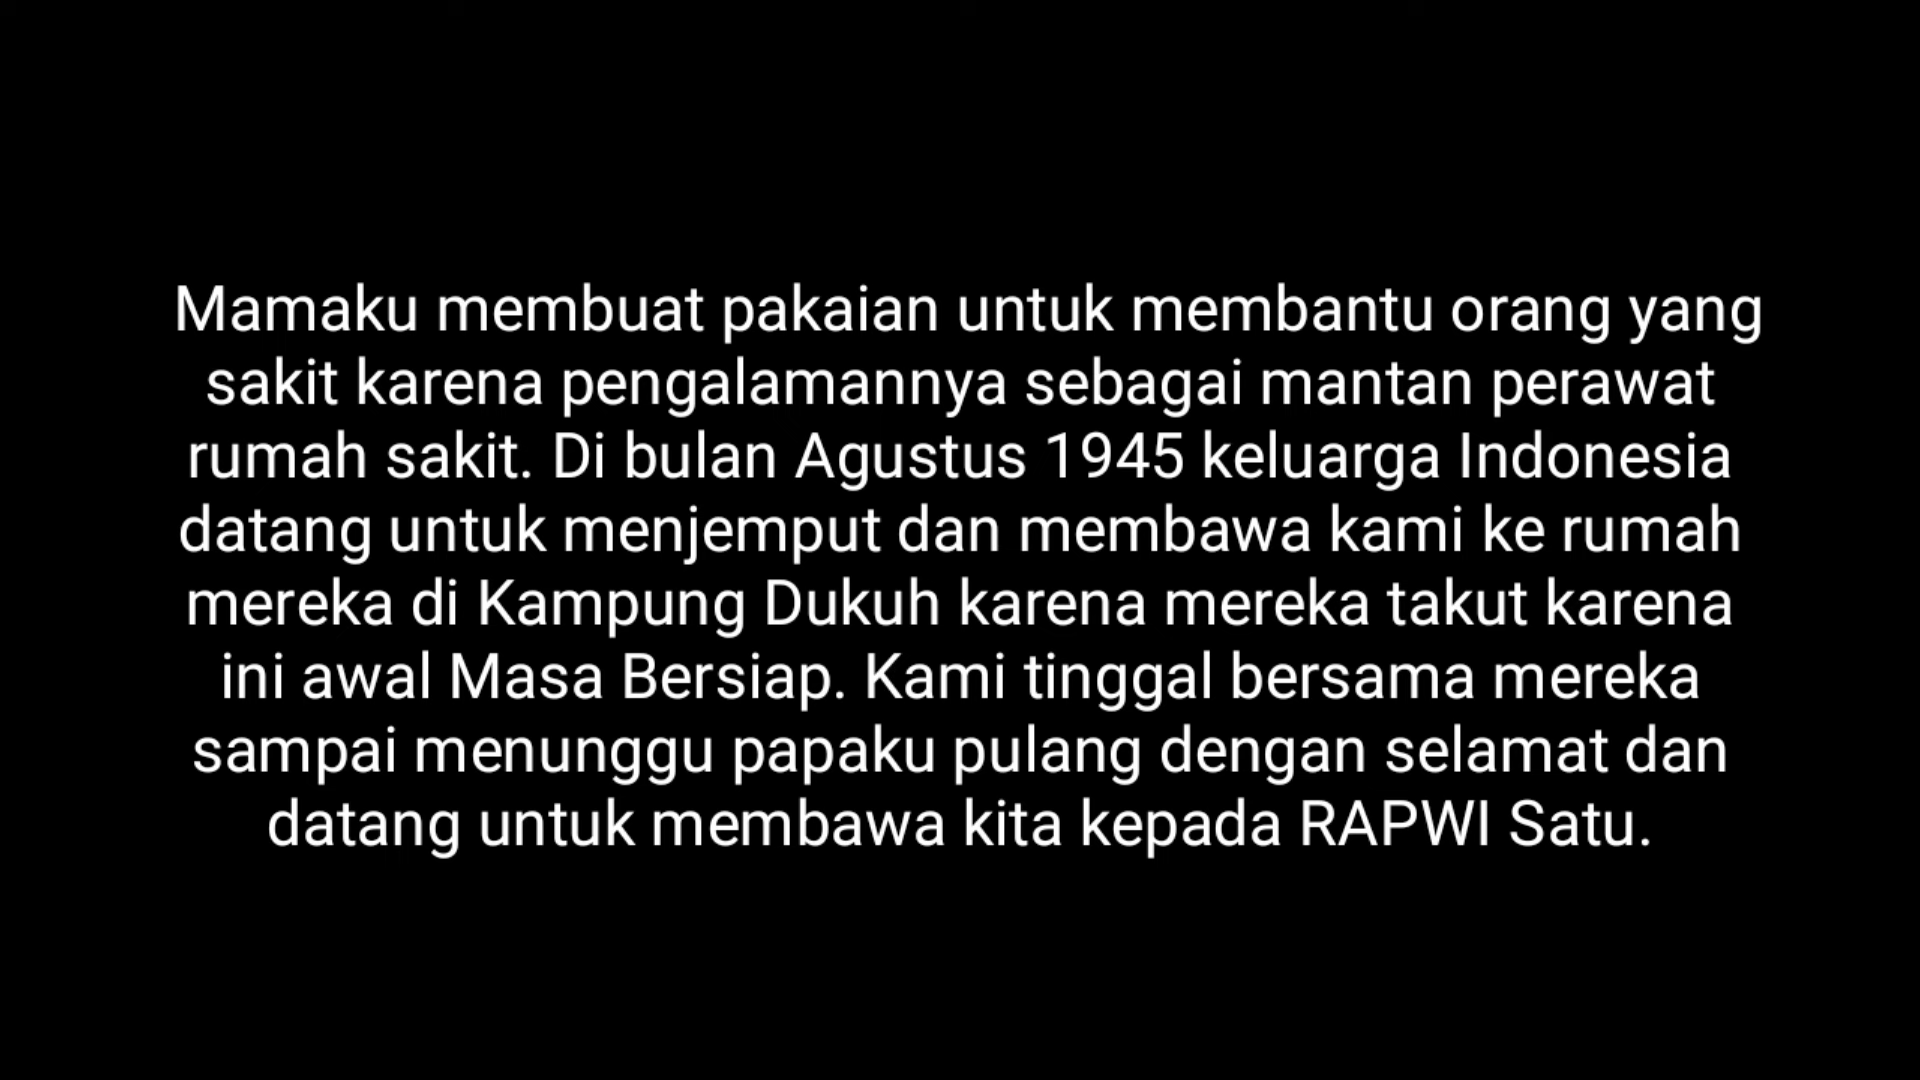 Mamaku membuat pakaian untuk membantu orang yang
sakit karena pengalamannya sebagai mantan perawat
rumah sakit. Di bulan Agustus 1945 keluarga Indonesia
datang untuk menjemput dan membawa kami ke rumah
mereka di Kampung Dukuh karena mereka takut karena
ini awal Masa Bersiap. Kami tinggal bersama mereka
sampai menunggu papaku pulang dengan selamat dan
datang untuk membawa kita kepada RAPWI Satu.